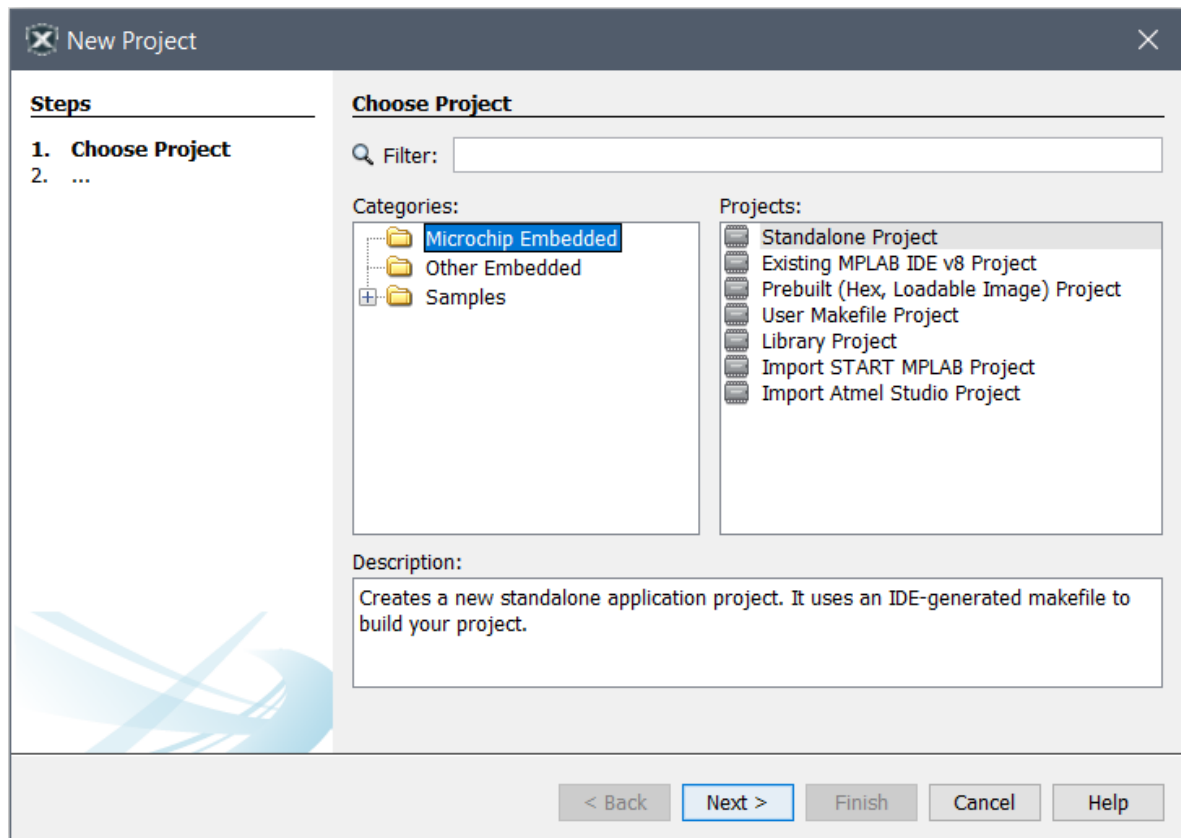 New Project
Steps
1. Choose Project
2. ...
Choose Project
Filter:
Categories:
Microchip Embedded
Other Embedded
Samples
Projects:
Standalone Project
Existing MPLAB IDE v8 Project
Prebuilt (Hex, Loadable Image) Project
User Makefile Project
Library Project
Import START MPLAB Project
Import Atmel Studio Project
Description:
Creates a new standalone application project. It uses an IDE-generated makefile to
build your project.
< Back
Next >
Finish
Cancel
Help